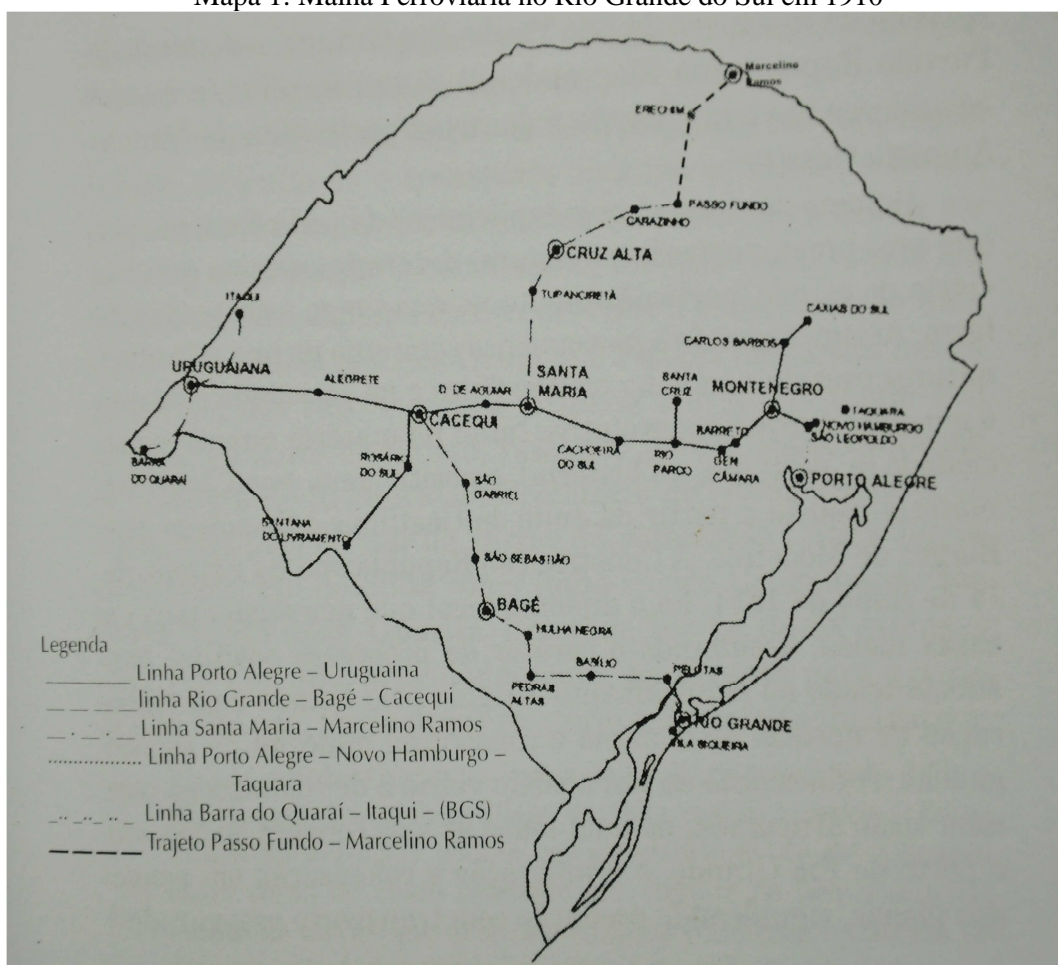 Mapa 1: Malha Ferroviária no Rio Grande do Sul em 1910
Marcelino
Ramos
ERECHIM
PASSO FUNDO
CARAZINHO
CRUZ ALTA
TUPANCIRETÃ
ITAQUI
CAXIAS DO SUL
CARLOS BARBOS
URUGUAIANA
ALEGRETE
D. DE AGUIAR
SANTA
MARIA
SANTA
CRUZ
MONTENEGRO
CACEQUI
TAQUARA
NOVO HAMBURGO
SÃO LEOPOLDO
BARRETO
BARRA
DO QUARAÍ
ROSÁRIO
DO SUL
CACHOEIRA
DO SUL
RIO
PARDO
GEN
CÂMARA
PORTO ALEGRE
SÃO
GABRIEL
SANTANA
DO LIVRAMENTO
SÃO SEBASTIÃO
BAGÉ
HULHA NEGRA
PEDRAS
ALTAS
BASÍLIO
PELOTAS
RIO GRANDE
VILA SIQUEIRA
Legenda
Linha Porto Alegre – Uruguaina
linha Rio Grande – Bagé – Cacequi
Linha Santa Maria – Marcelino Ramos
Linha Porto Alegre – Novo Hamburgo –
Taquara
Linha Barra do Quaraí – Itaqui – (BGS)
Trajeto Passo Fundo – Marcelino Ramos